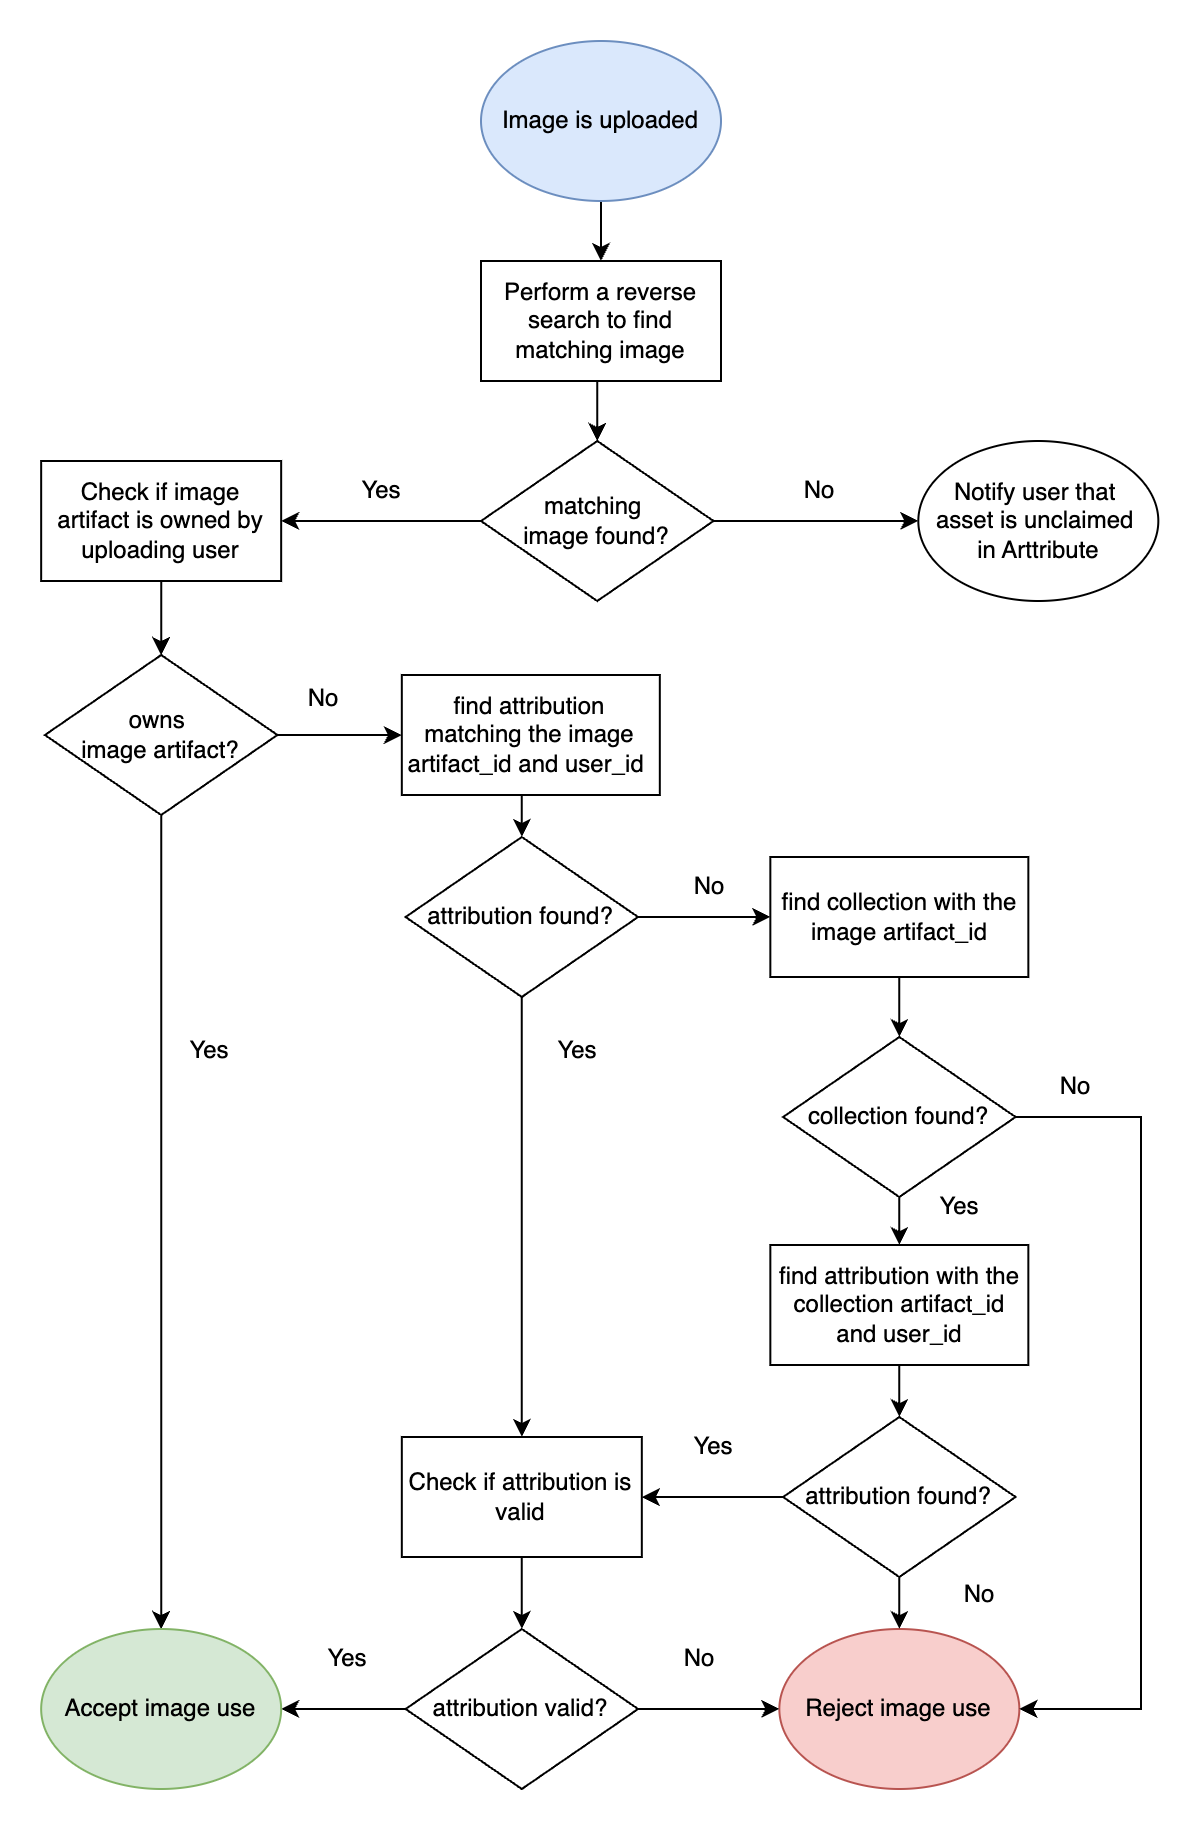 Image is uploaded
Perform a reverse
search to find
matching image
matching
image found?
Yes
No
Check if image
artifact is owned by
uploading user
Notify user that
asset is unclaimed
in Arttribute
owns
image artifact?
No
find attribution
matching the image
artifact_id and user_id
attribution found?
No
find collection with the
image artifact_id
Yes
Yes
collection found?
No
Yes
find attribution with the
collection artifact_id
and user_id
Yes
attribution found?
Check if attribution is
valid
No
Yes
attribution valid?
No
Accept image use
Reject image use